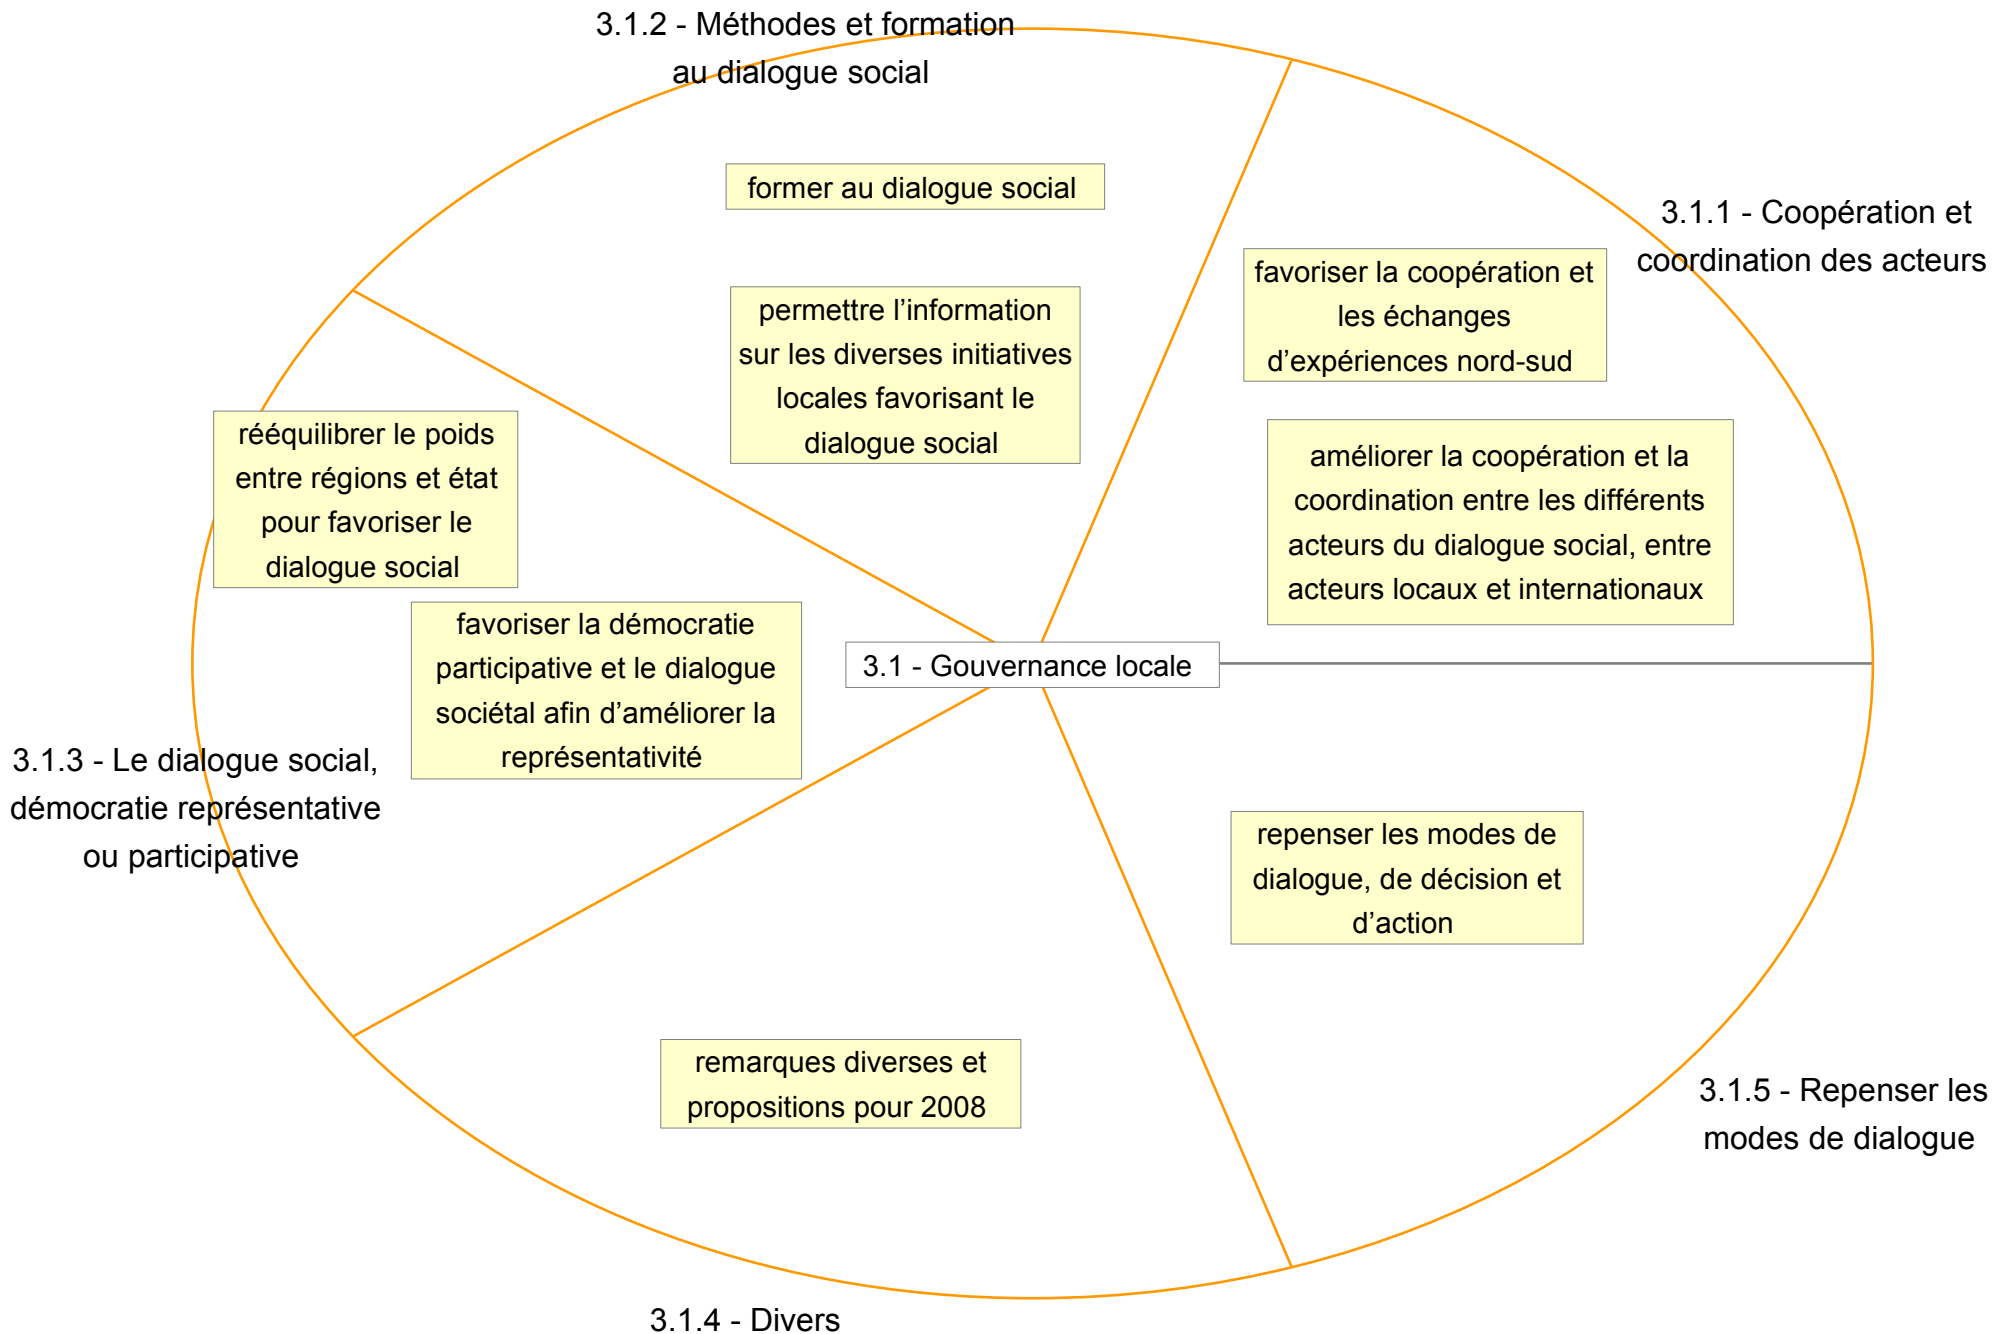 3.1.2 - Méthodes et formation
au dialogue social
former au dialogue social
permettre l’information
sur les diverses initiatives
locales favorisant le
dialogue social
3.1.1 - Coopération et
coordination des acteurs
favoriser la coopération et
les échanges
d’expériences nord-sud
améliorer la coopération et la
coordination entre les différents
acteurs du dialogue social, entre
acteurs locaux et internationaux
rééquilibrer le poids
entre régions et état
pour favoriser le
dialogue social
favoriser la démocratie
participative et le dialogue
sociétal afin d’améliorer la
représentativité
3.1 - Gouvernance locale
3.1.3 - Le dialogue social,
démocratie représentative
ou participative
repenser les modes de
dialogue, de décision et
d’action
remarques diverses et
propositions pour 2008
3.1.5 - Repenser les
modes de dialogue
3.1.4 - Divers